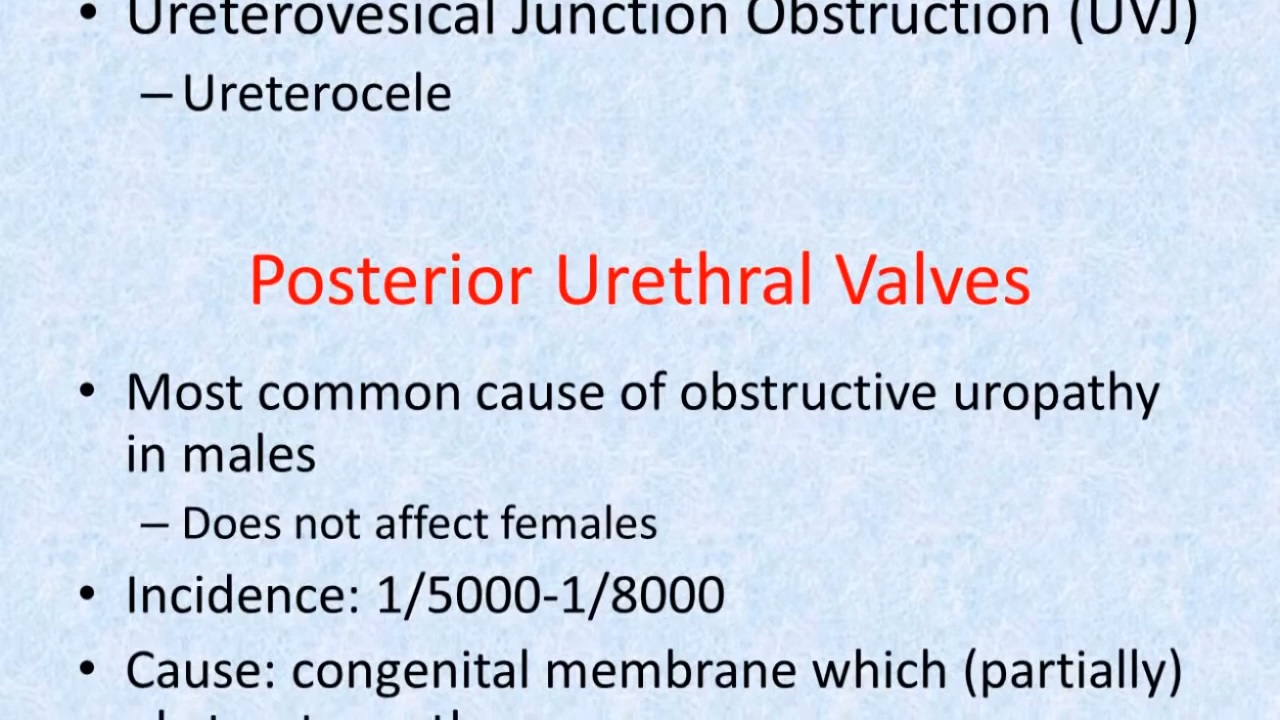 • Ureterovesical Junction Obstruction (UVJ)
– Ureterocele
Posterior Urethral Valves
• Most common cause of obstructive uropathy
in males
– Does not affect females
• Incidence: 1/5000-1/8000
• Cause: congenital membrane which (partially)